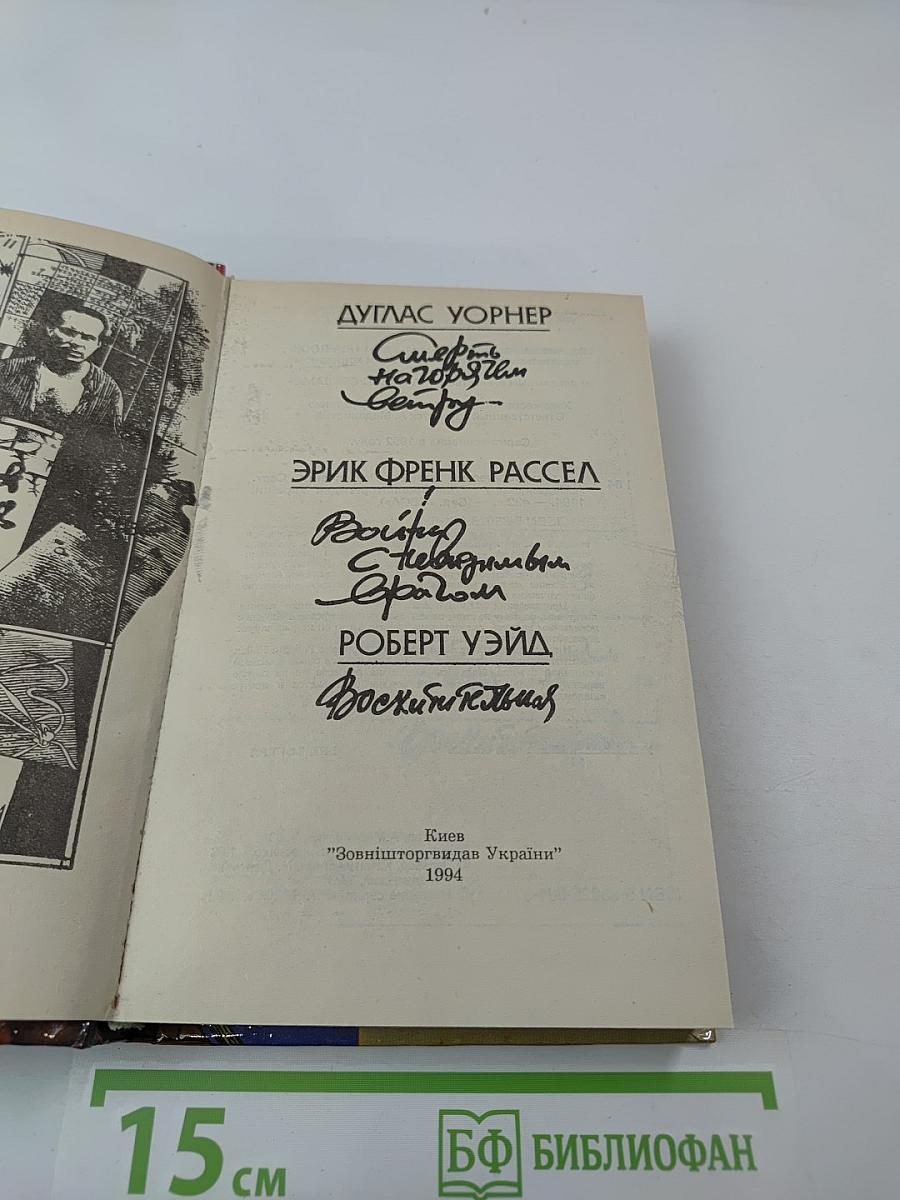 ДУГЛАС УОРНЕР
Смерть
на горячем
ветру
ЭРИК ФРЕНК РАССЕЛ
Война
с невидимым
врагом
РОБЕРТ УЭЙД
Восхитительная
Киев
"Зовнішторгвидав України"
1994
15 см
БФ БИБЛИОФАН